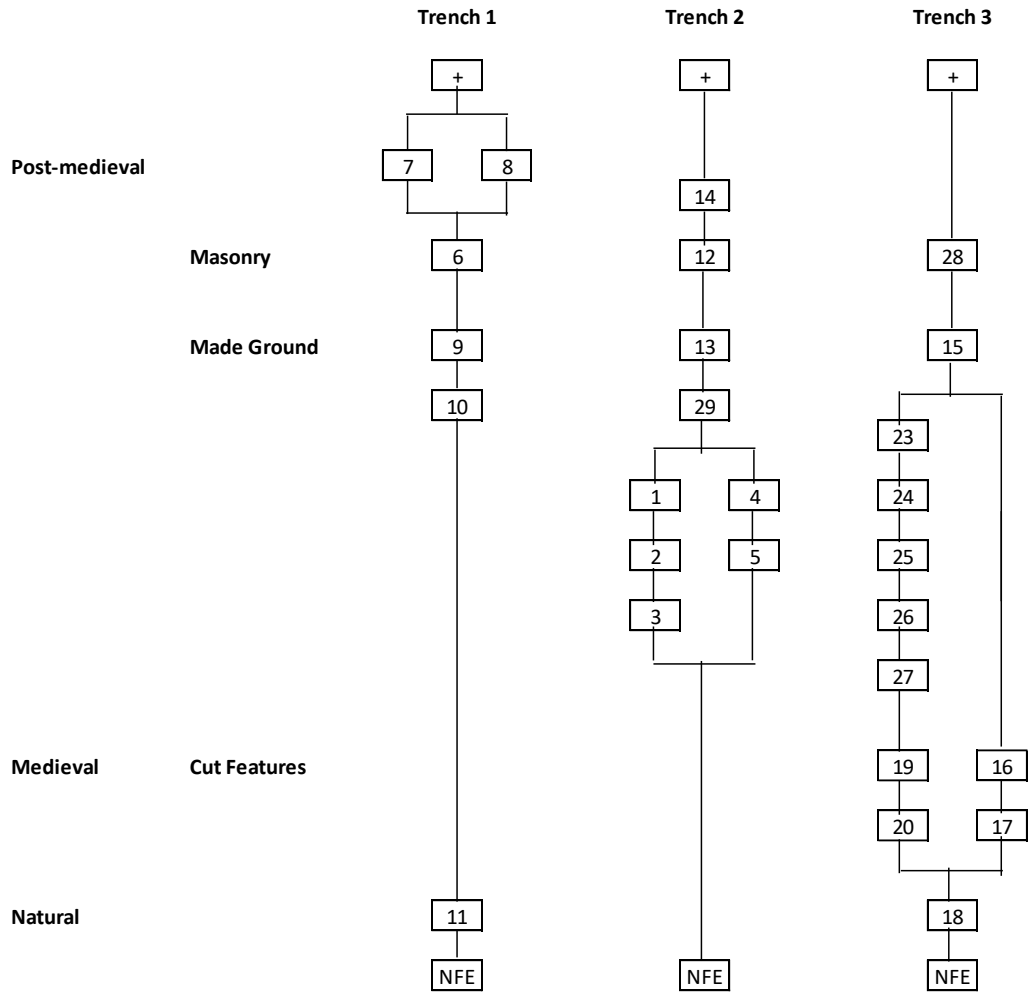 Trench 1 Trench 2 Trench 3
+ + +
Post-medieval 7 8
14
Masonry 6 12 28
Made Ground 9 13 15
10 29
23
1 4 24
2 5 25
3 26
27
Medieval Cut Features 19 16
20 17
Natural 11 18
NFE NFE NFE